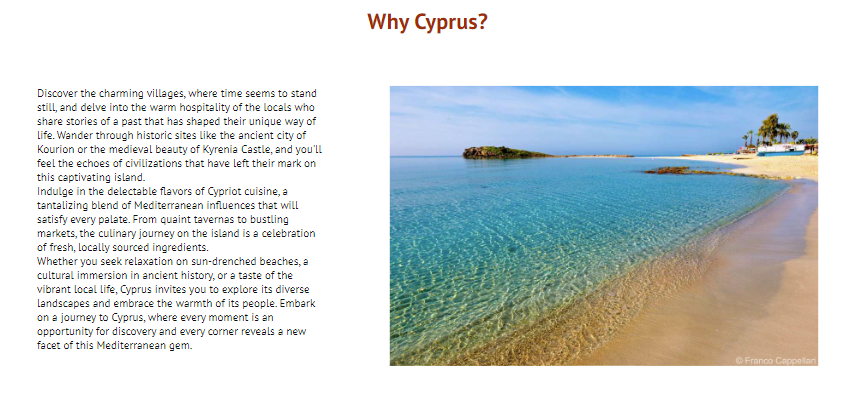 Why Cyprus?
Discover the charming villages, where time seems to stand
still, and delve into the warm hospitality of the locals who
share stories of a past that has shaped their unique way of
life. Wander through historic sites like the ancient city of
Kourion or the medieval beauty of Kyrenia Castle, and you'll
feel the echoes of civilizations that have left their mark on
this captivating island.
Indulge in the delectable flavors of Cypriot cuisine, a
tantalizing blend of Mediterranean influences that will
satisfy every palate. From quaint tavernas to bustling
markets, the culinary journey on the island is a celebration
of fresh, locally sourced ingredients.
Whether you seek relaxation on sun-drenched beaches, a
cultural immersion in ancient history, or a taste of the
vibrant local life, Cyprus invites you to explore its diverse
landscapes and embrace the warmth of its people. Embark
on a journey to Cyprus, where every moment is an
opportunity for discovery and every corner reveals a new
facet of this Mediterranean gem.
© Franco Cappellari